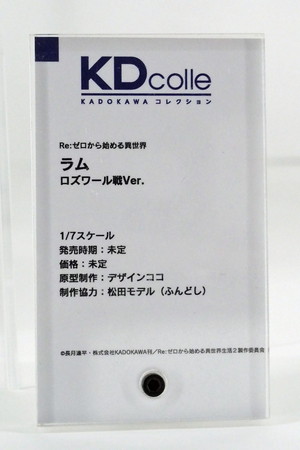 KDcolle
KADOKAWA コレクション
Re:ゼロから始める異世界
ラム
ロズワール戦Ver.
1/7スケール
発売時期：未定
価格：未定
原型制作：デザインココ
制作協力：松田モデル（ふんどし）
©長月達平・株式会社KADOKAWA刊／Re:ゼロから始める異世界生活２製作委員会